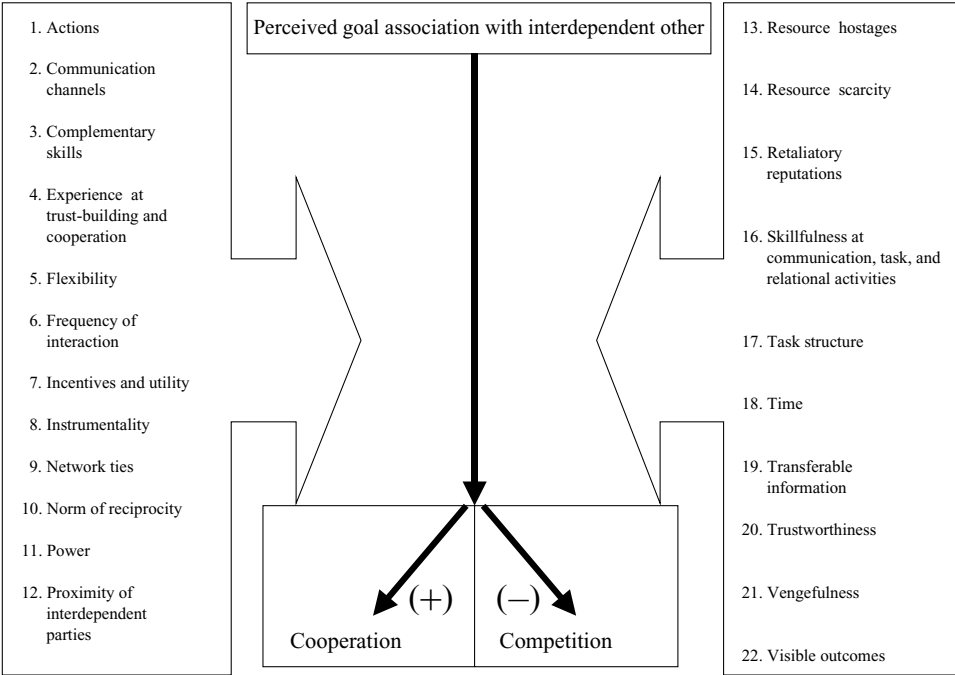 1. Actions
2. Communication
channels
3. Complementary
skills
4. Experience at
trust-building and
cooperation
5. Flexibility
6. Frequency of
interaction
7. Incentives and utility
8. Instrumentality
9. Network ties
10. Norm of reciprocity
11. Power
12. Proximity of
interdependent
parties
Perceived goal association with interdependent other
(+)
(−)
Cooperation
Competition
13. Resource hostages
14. Resource scarcity
15. Retaliatory
reputations
16. Skillfulness at
communication, task, and
relational activities
17. Task structure
18. Time
19. Transferable
information
20. Trustworthiness
21. Vengefulness
22. Visible outcomes